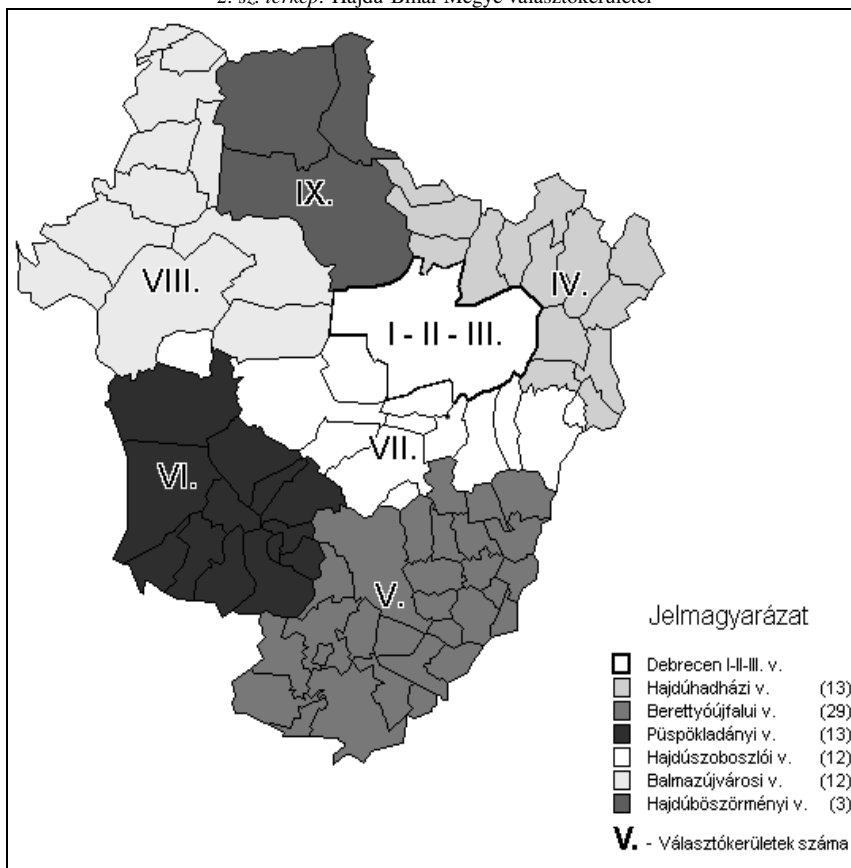 2. sz. térkép. Hajdú-Bihar Megye választókerületei
IX.
VIII.
IV.
I - II - III.
VII.
VI.
V.
Jelmagyarázat
Debrecen I-II-III. v.
Hajdúhadházi v. (13)
Berettyóújfalui v. (29)
Püspökladányi v. (13)
Hajdúszoboszlói v. (12)
Balmazújvárosi v. (12)
Hajdúböszörményi v. (3)
V. - Választókerületek száma